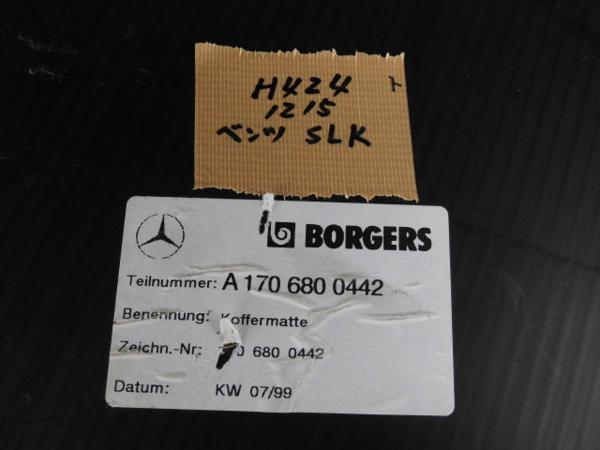 H424
1215
ベンツ SLK
BORGERS
Teilnummer: A 170 680 0442
Benennung: Koffermatte
Zeichn.-Nr: 680 0442
Datum: KW 07/99